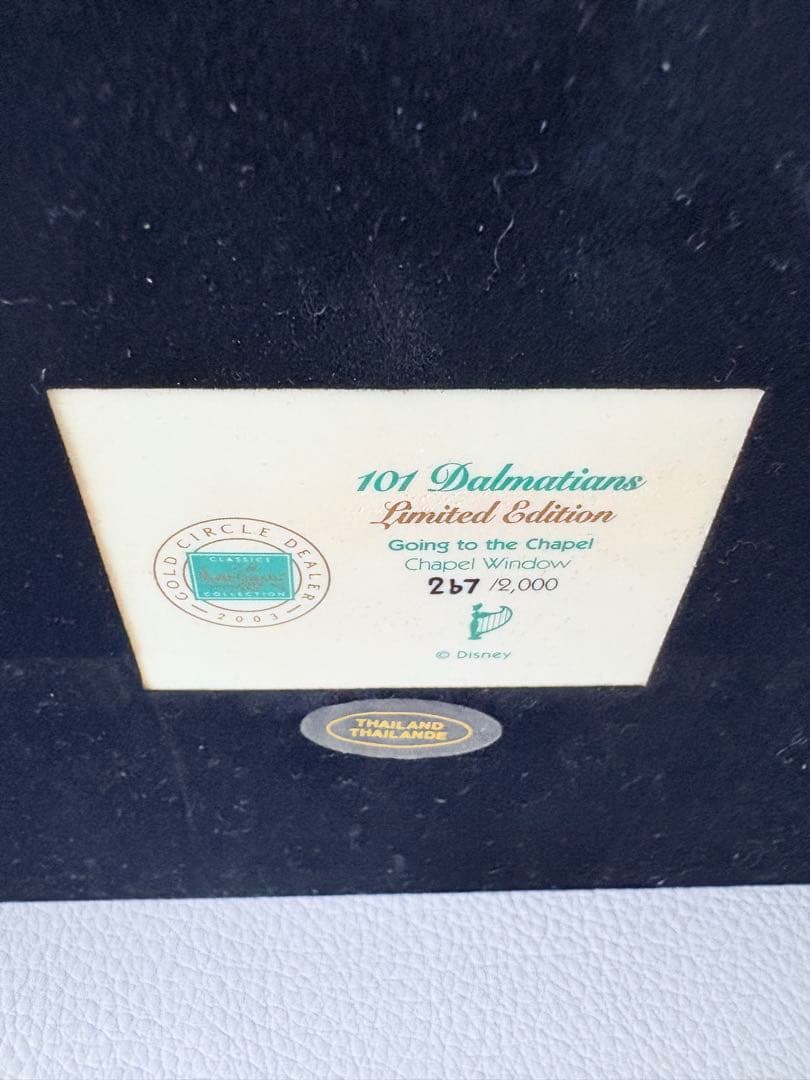 101 Dalmatians
Limited Edition
Going to the Chapel
Chapel Window
267 /2,000
© Disney
GOLD CIRCLE DEALER
CLASSICS
COLLECTION
2003
THAILAND
THAILANDE